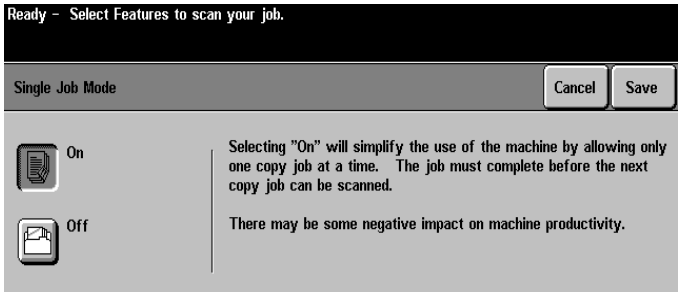 Ready - Select Features to scan your job.
Single Job Mode
Cancel
Save
On
Off
Selecting "On" will simplify the use of the machine by allowing only
one copy job at a time. The job must complete before the next
copy job can be scanned.
There may be some negative impact on machine productivity.